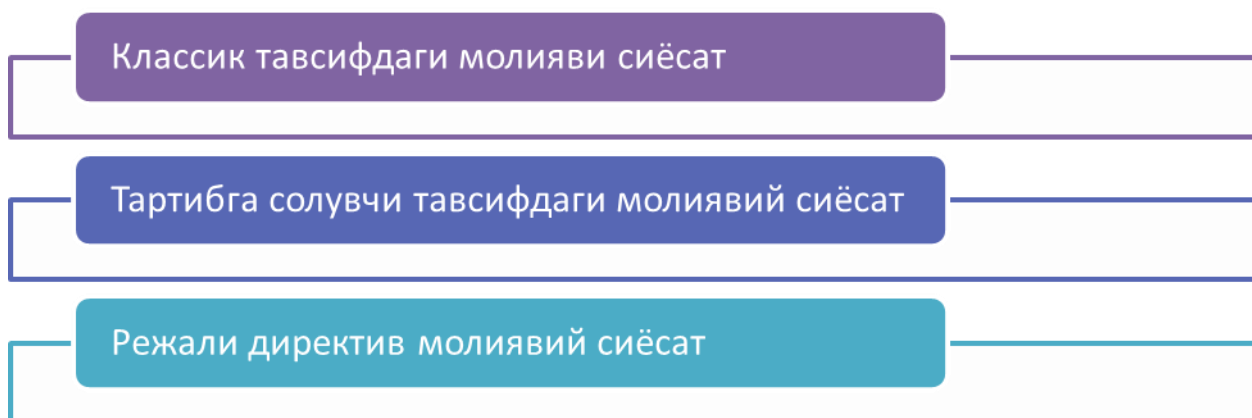 Классик тавсифдаги молияви сиёсат
Тартибга солувчи тавсифдаги молиявий сиёсат
Режали директив молиявий сиёсат